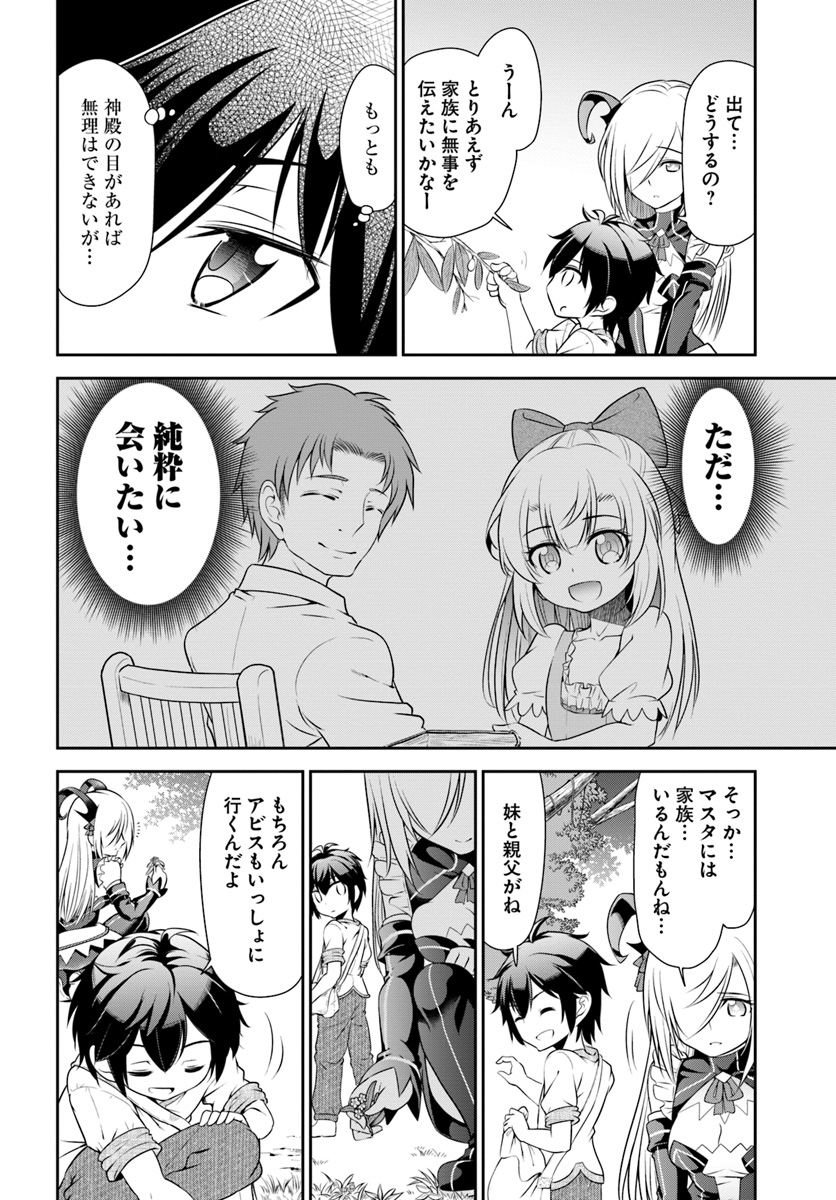 出て…
どうするの？
うーん
とりあえず
家族に無事を
伝えたいかなー
もっとも
神殿の目があれば
無理はできないが…
ただ…
純粋に
会いたい…
そっか…
マスタには
家族…
いるんだもんね…
妹と親父がね
もちろん
アビスもいっしょに
行くんだよ